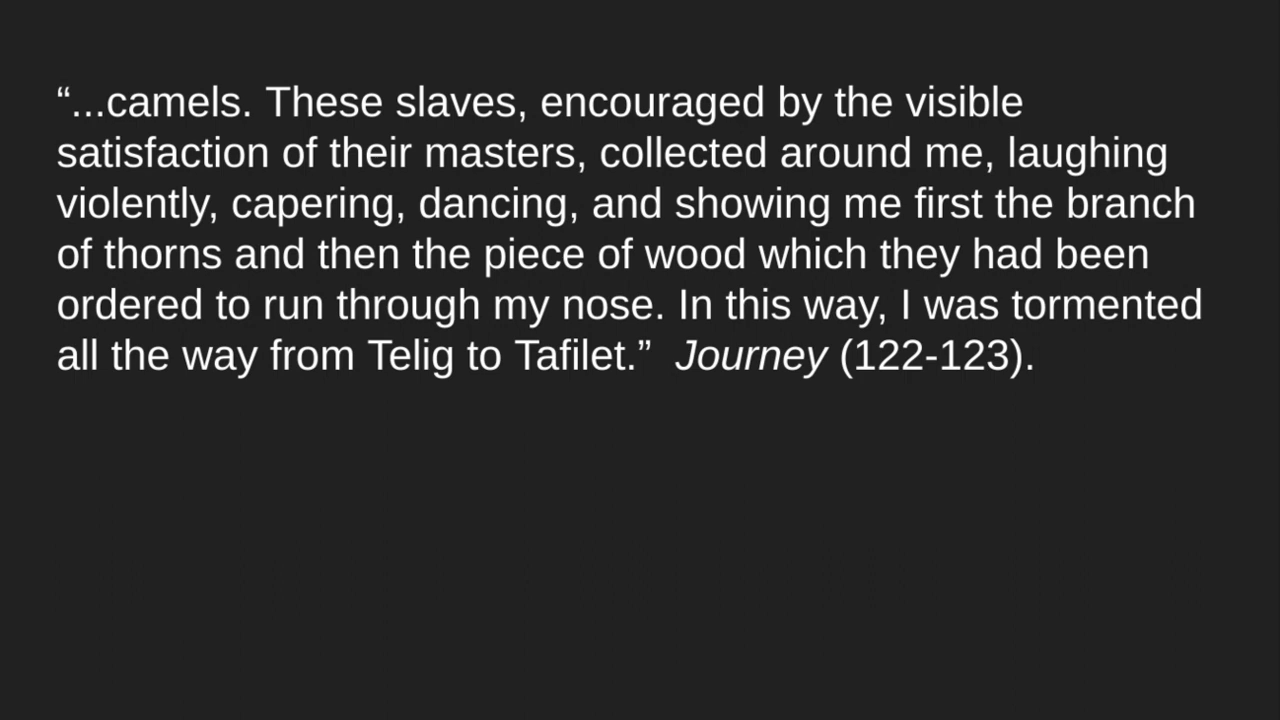 “...camels. These slaves, encouraged by the visible
satisfaction of their masters, collected around me, laughing
violently, capering, dancing, and showing me first the branch
of thorns and then the piece of wood which they had been
ordered to run through my nose. In this way, I was tormented
all the way from Telig to Tafilet.” Journey (122-123).